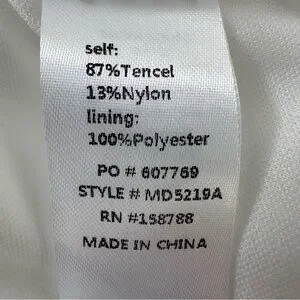 self:
87%Tencel
13%Nylon
lining:
100%Polyester
PO # 607769
STYLE # MD5219A
RN #158788
MADE IN CHINA